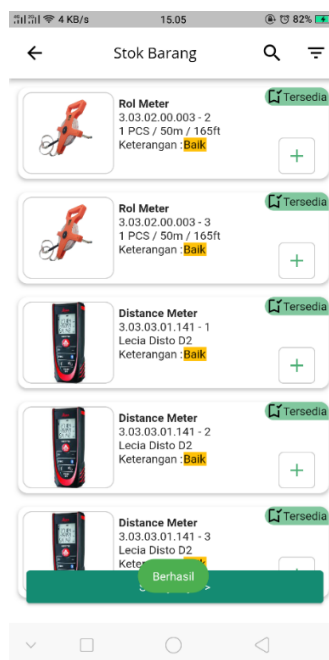 4 KB/s 15.05 82%
Stok Barang
Tersedia
Rol Meter
3.03.02.00.003 - 2
1 PCS / 50m / 165ft
Keterangan : Baik
Tersedia
Rol Meter
3.03.02.00.003 - 3
1 PCS / 50m / 165ft
Keterangan : Baik
Tersedia
Distance Meter
3.03.03.01.141 - 1
Lecia Disto D2
Keterangan : Baik
Tersedia
Distance Meter
3.03.03.01.141 - 2
Lecia Disto D2
Keterangan : Baik
Tersedia
Distance Meter
3.03.03.01.141 - 3
Lecia Disto D2
Berhasil